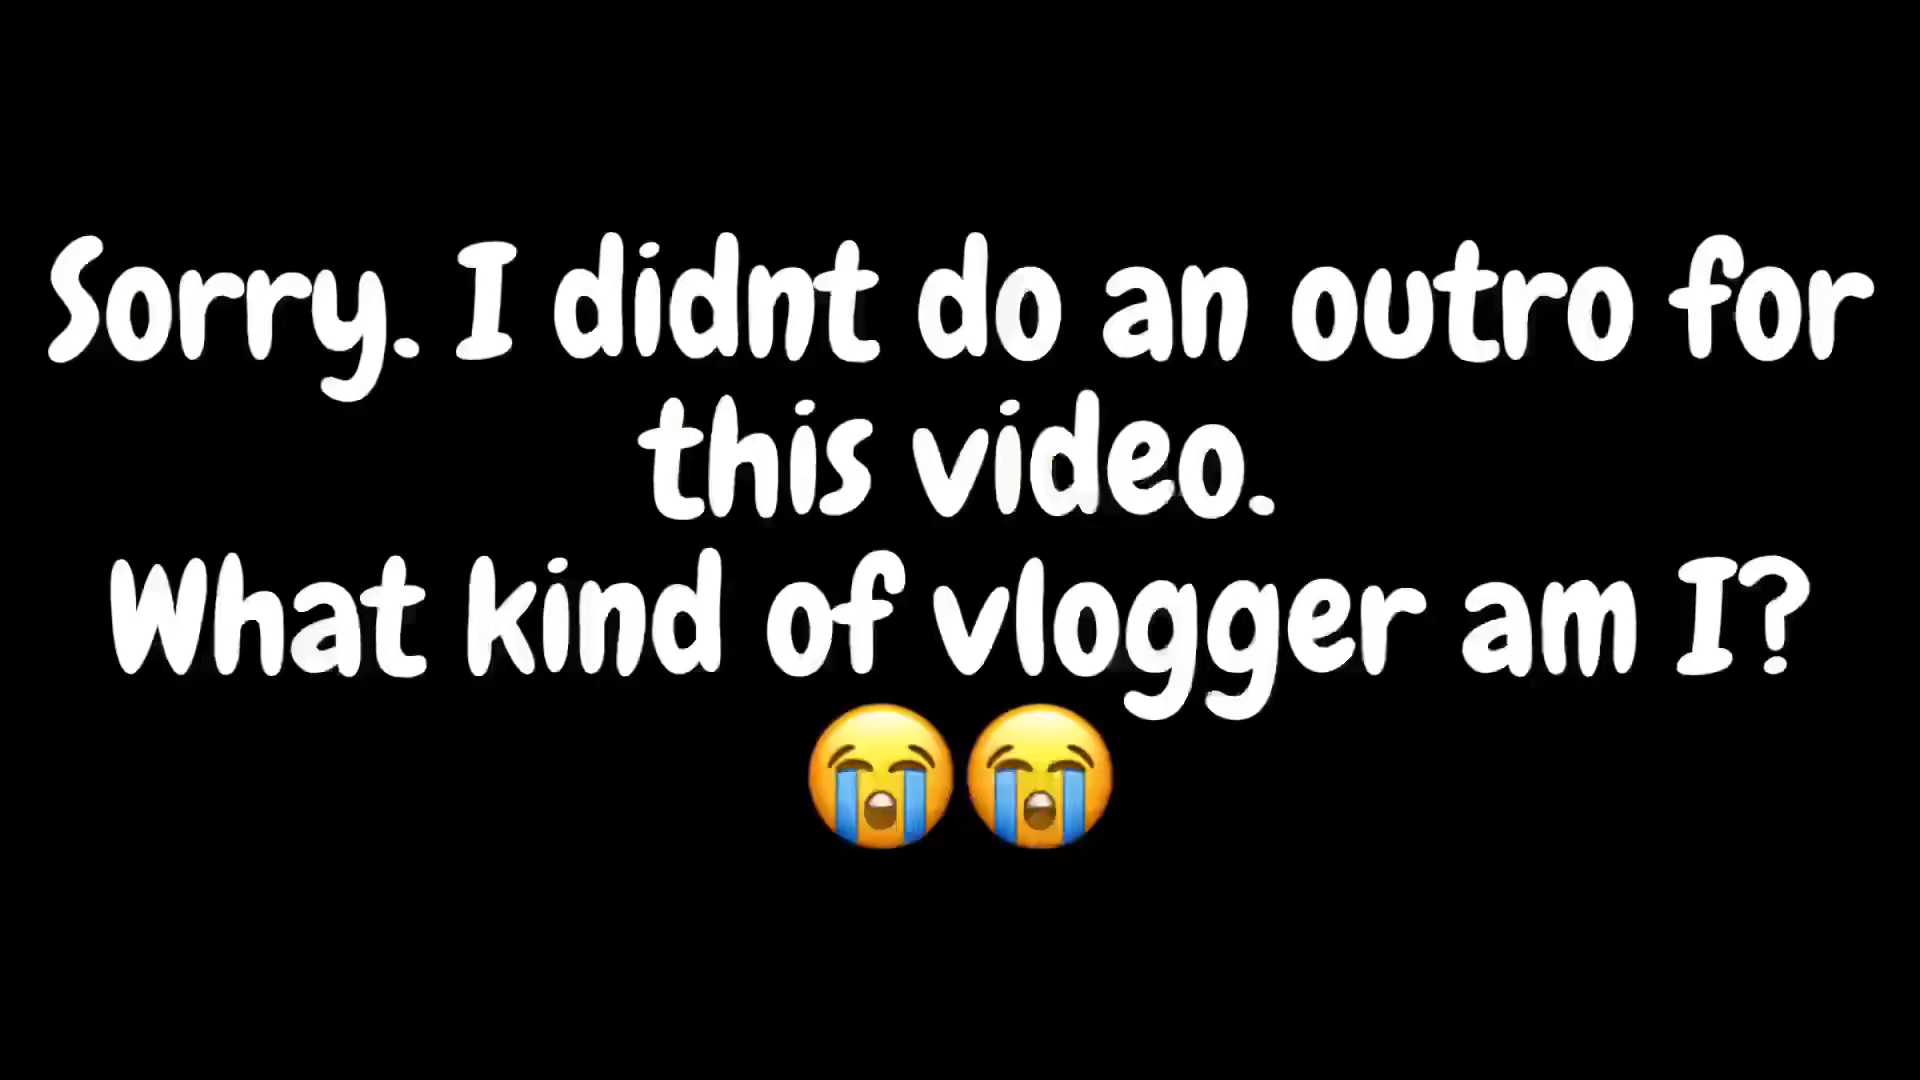 Sorry. I didnt do an outro for
this video.
What kind of vlogger am I?
😭😭